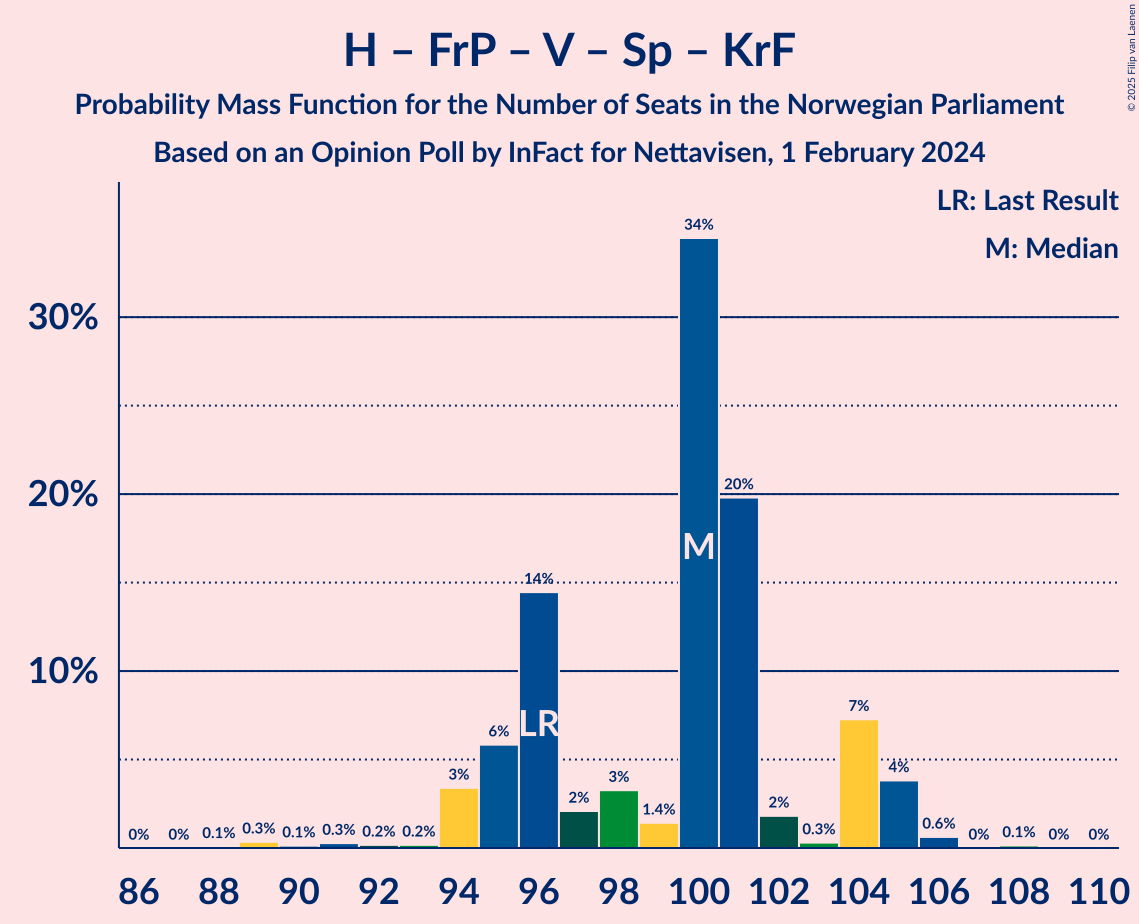 H – FrP – V – Sp – KrF
Probability Mass Function for the Number of Seats in the Norwegian Parliament
Based on an Opinion Poll by InFact for Nettavisen, 1 February 2024
© 2025 Filip van Laenen
LR: Last Result
M: Median
34%
30%
20%
20%
14%
M
10%
LR
7%
6%
4%
3%
3%
2%
2%
1.4%
0% 0% 0.1% 0.3% 0.1% 0.3% 0.2% 0.2% 0.3% 0.6% 0% 0.1% 0% 0%
86 88 90 92 94 96 98 100 102 104 106 108 110